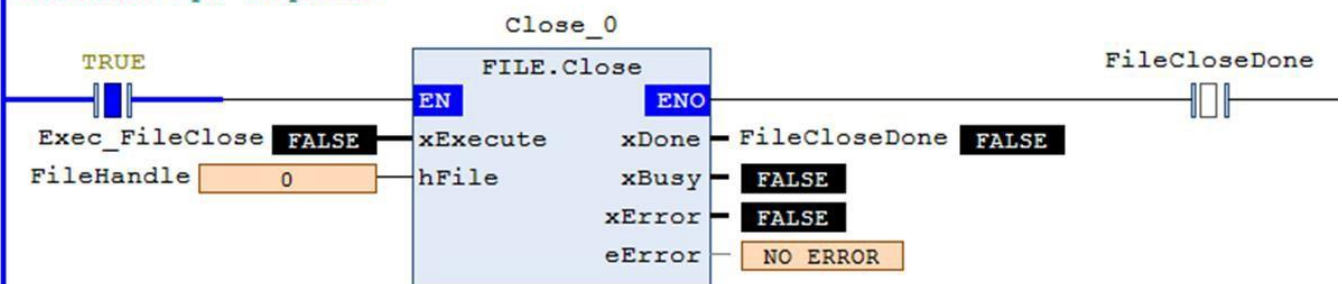 Close_0
TRUE FILE.Close FileCloseDone
EN ENO
Exec_FileClose FALSE xExecute xDone FileCloseDone FALSE
FileHandle 0 hFile xBusy FALSE
xError FALSE
eError NO ERROR